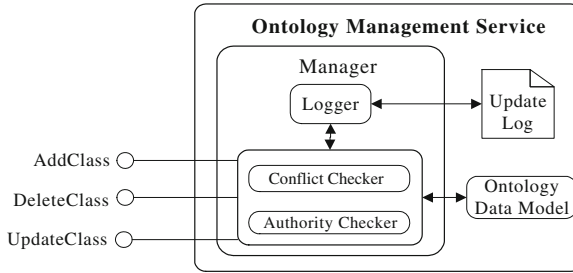 Ontology Management Service
Manager
Logger
Update
Log
AddClass
Conflict Checker
DeleteClass
Ontology
Data Model
Authority Checker
UpdateClass